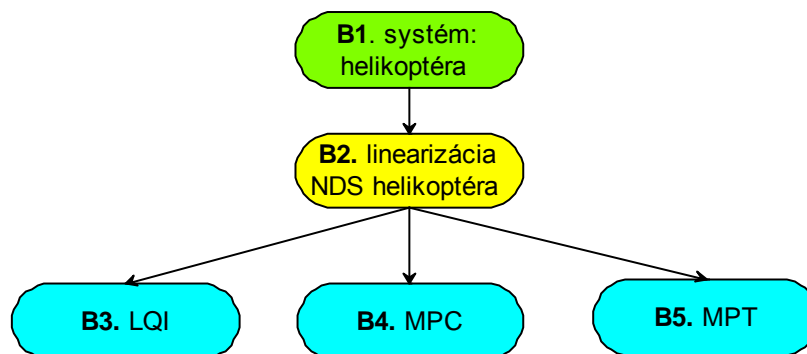 B1. systém:
helikoptéra
B2. linearizácia
NDS helikoptéra
B3. LQI
B4. MPC
B5. MPT